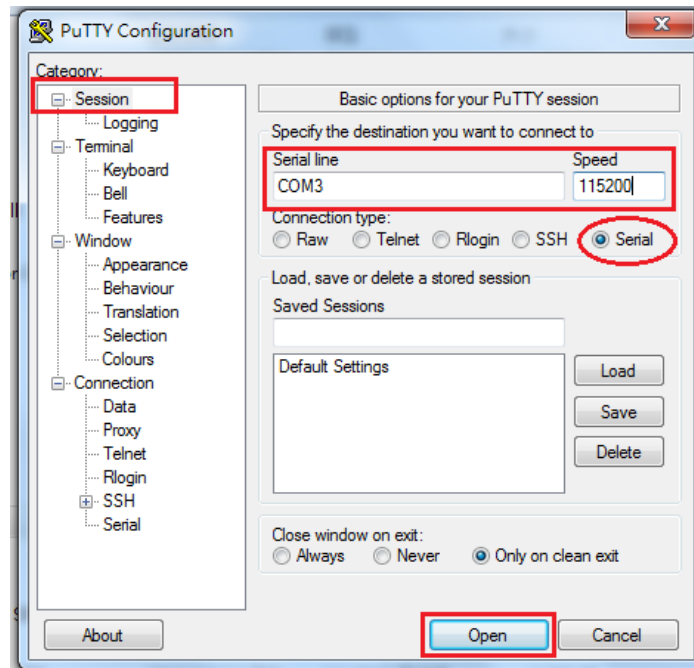 PuTTY Configuration
Category:
Session
Logging
Terminal
Keyboard
Bell
Features
Window
Appearance
Behaviour
Translation
Selection
Colours
Connection
Data
Proxy
Telnet
Rlogin
SSH
Serial
Basic options for your PuTTY session
Specify the destination you want to connect to
Serial line Speed
COM3 115200
Connection type:
Raw Telnet Rlogin SSH Serial
Load, save or delete a stored session
Saved Sessions
Default Settings
Load
Save
Delete
Close window on exit:
Always Never Only on clean exit
About Open Cancel